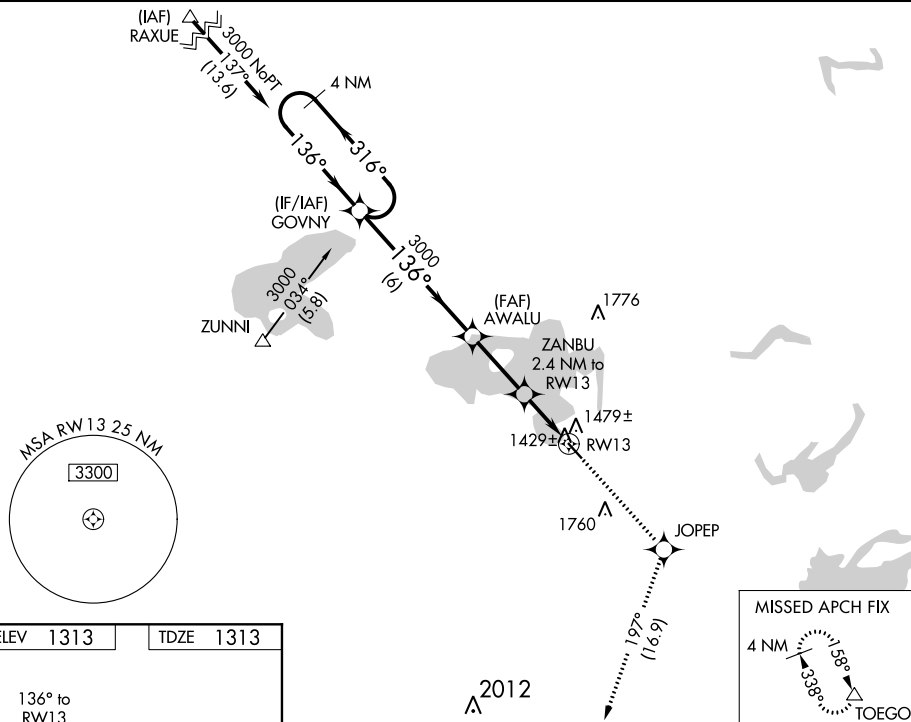 (IAF)
RAXUE
3000 NoPT
137°
(13.6)
4 NM
136°
316°
(IF/IAF)
GOVNY
3000
136°
(6)
3000
034°
(5.8)
ZUNNI
(FAF)
AWALU
1776
ZANBU
2.4 NM to
RW13
1479±
1429±
RW13
MSA RW13 25 NM
3300
1760
JOPEP
197°
(16.9)
2012
MISSED APCH FIX
4 NM
158°
338°
TOEGO
ELEV 1313
TDZE 1313
136° to
RW13